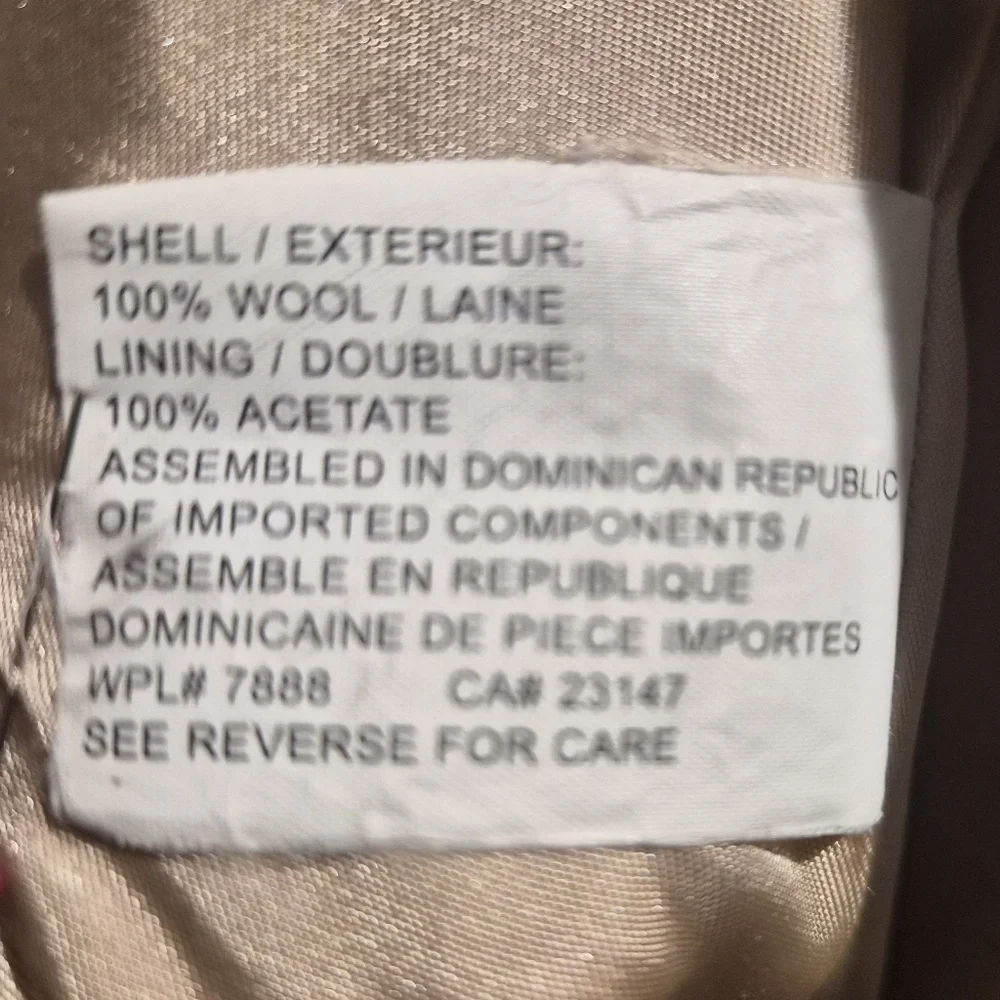 SHELL / EXTERIEUR:
100% WOOL / LAINE
LINING / DOUBLURE:
100% ACETATE
ASSEMBLED IN DOMINICAN REPUBLIC
OF IMPORTED COMPONENTS /
ASSEMBLE EN REPUBLIQUE
DOMINICAINE DE PIECE IMPORTES
WPL# 7888 CA# 23147
SEE REVERSE FOR CARE